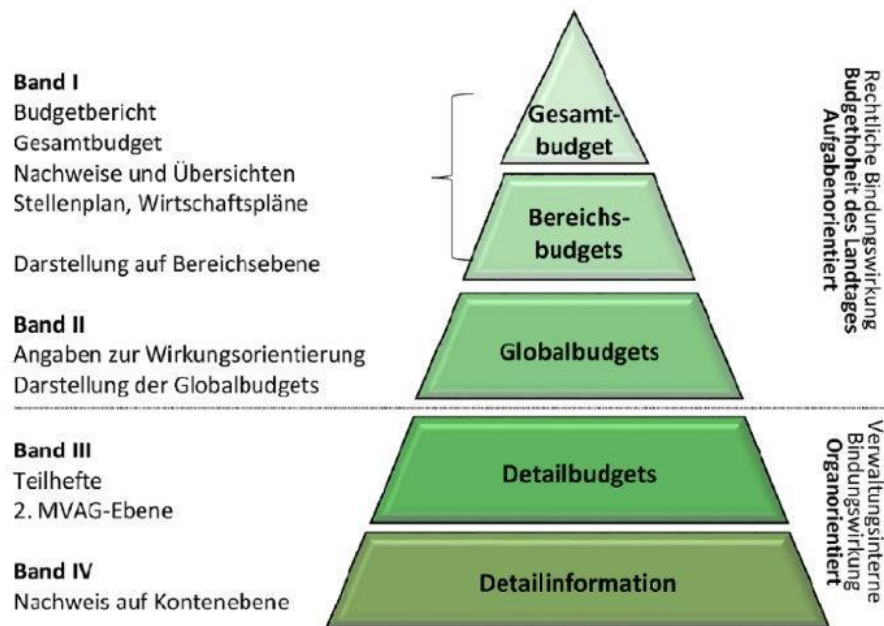 Band I
Budgetbericht
Gesamtbudget
Nachweise und Übersichten
Stellenplan, Wirtschaftspläne
Darstellung auf Bereichsebene
Band II
Angaben zur Wirkungsorientierung
Darstellung der Globalbudgets
Band III
Teilhefte
2. MVAG-Ebene
Band IV
Nachweis auf Kontenebene
Gesamt-
budget
Bereichs-
budgets
Globalbudgets
Detailbudgets
Detailinformation
Rechtliche Bindungswirkung
Budgethoheit des Landtages
Aufgabenorientiert
Verwaltungsinterne
Bindungswirkung
Organorientiert